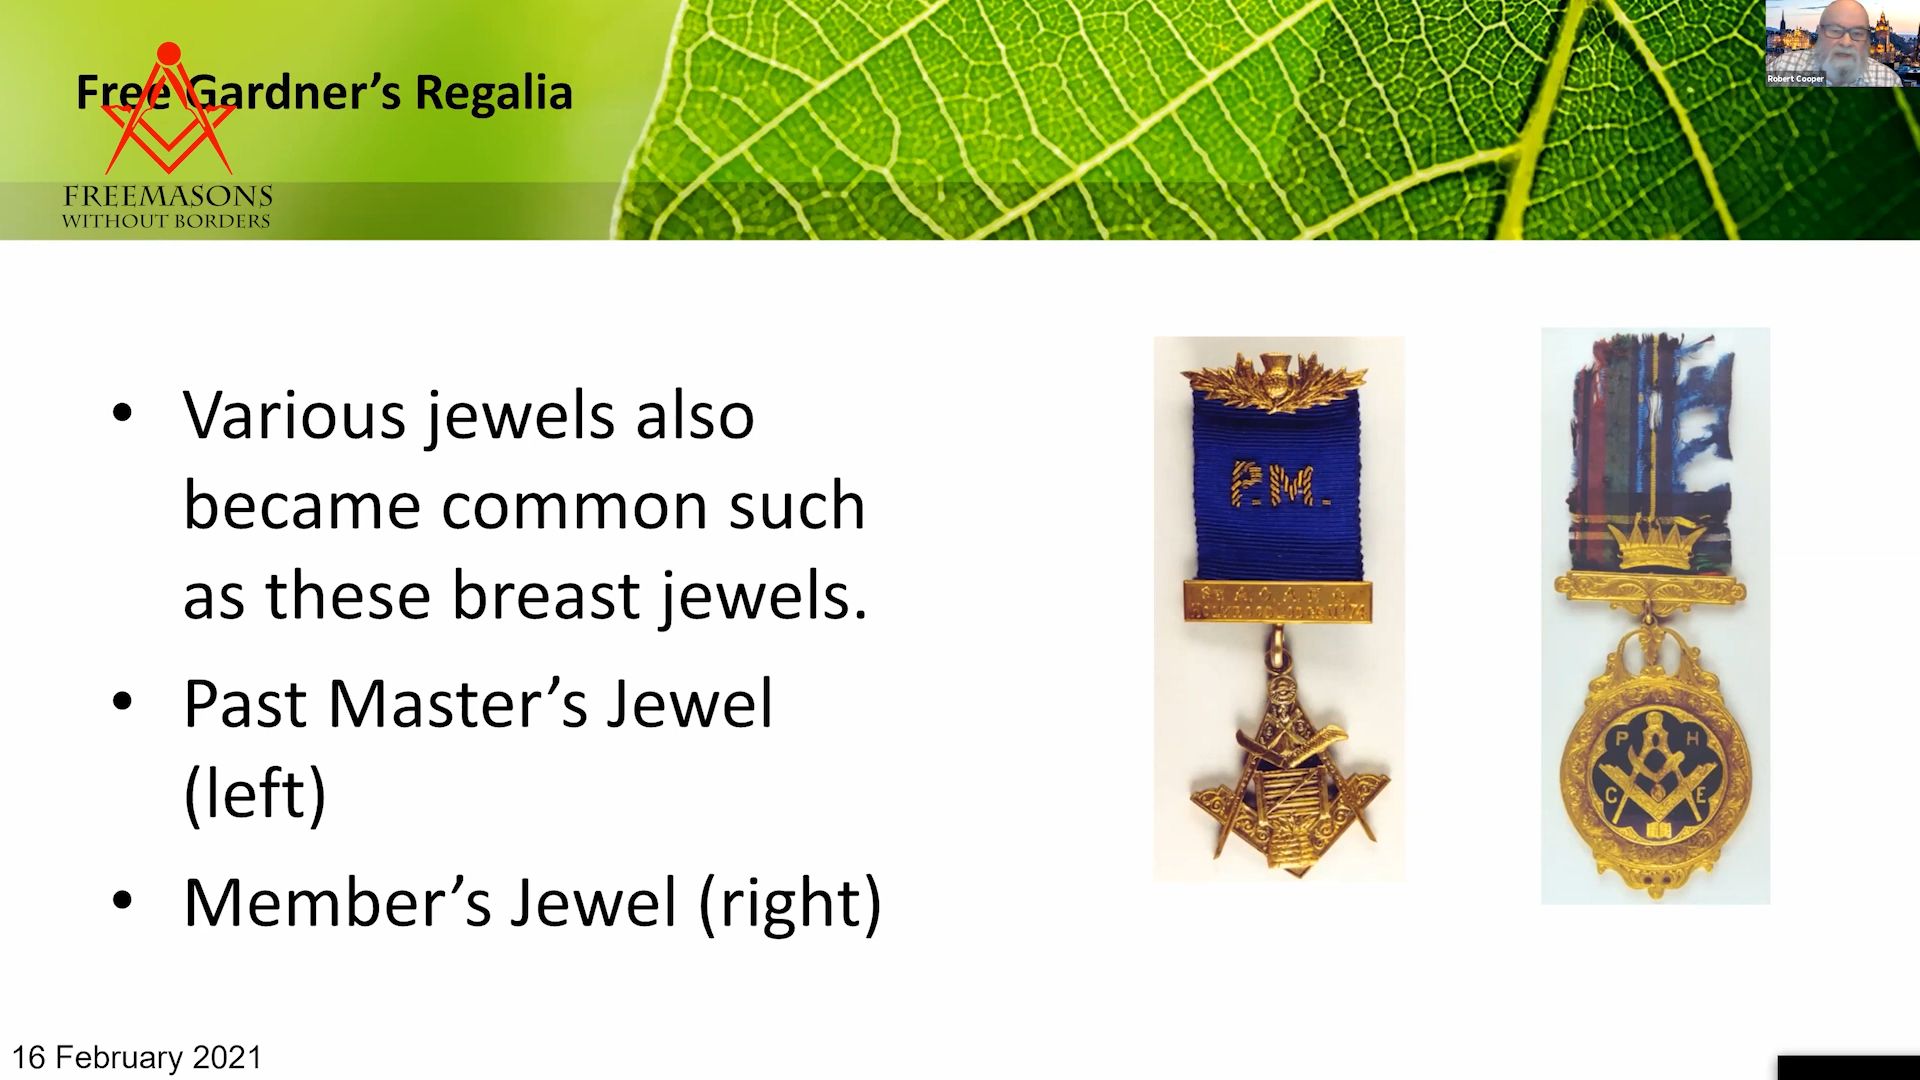 Free Gardner's Regalia
FREEMASONS
WITHOUT BORDERS
Robert Cooper
• Various jewels also
became common such
as these breast jewels.
• Past Master's Jewel
(left)
• Member's Jewel (right)
P.M.
P H
C E
16 February 2021